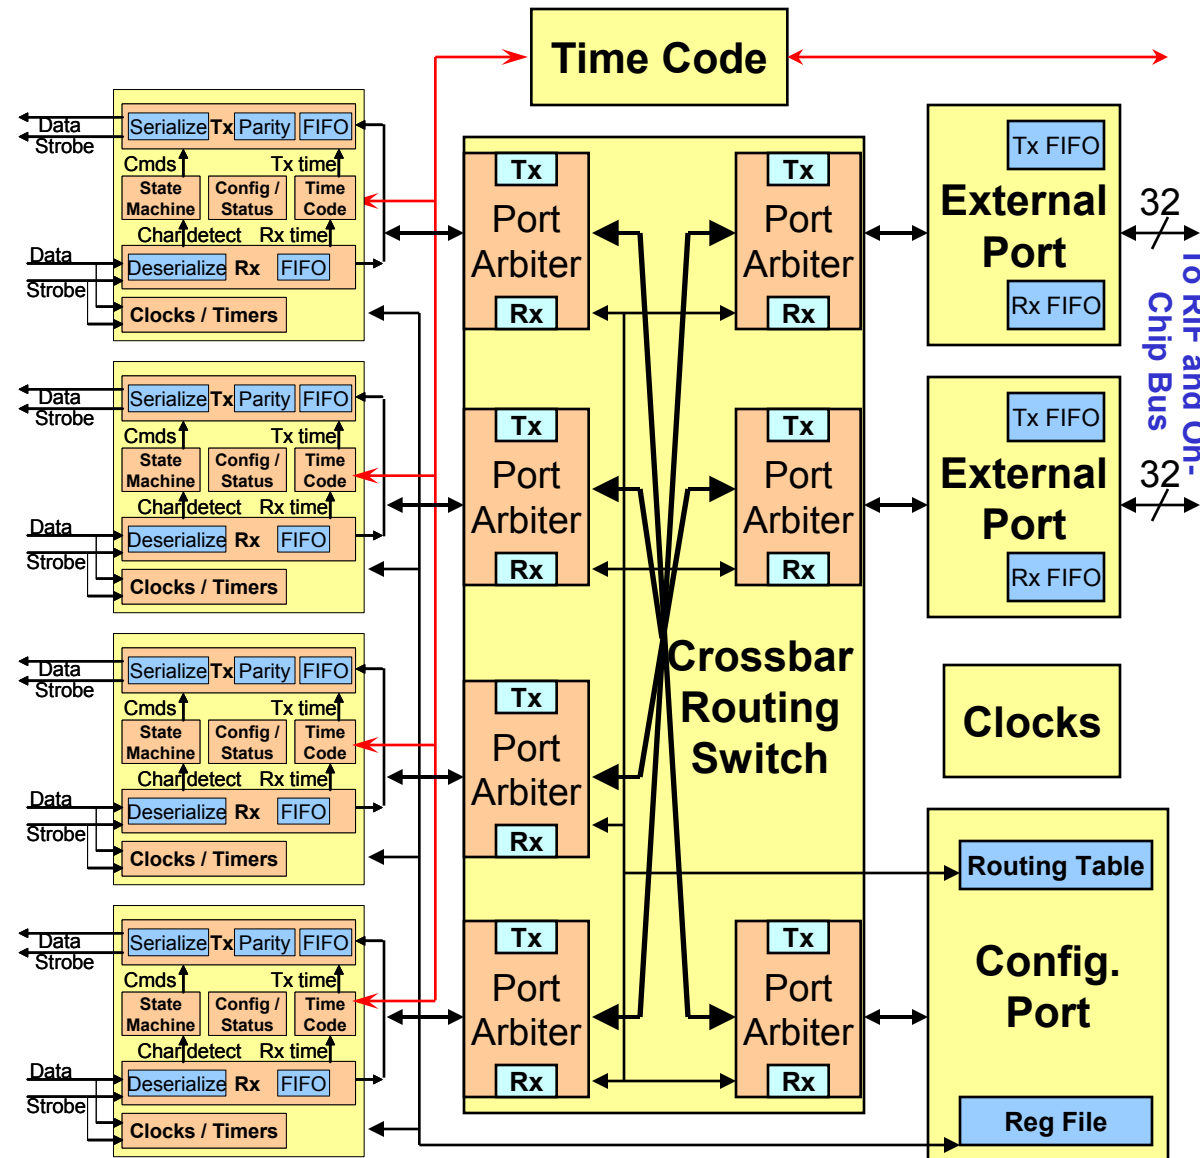 Time Code
Data
Strobe
Serialize Tx Parity FIFO
Cmds Tx time
State Machine
Config / Status
Time Code
Char detect Rx time
Data
Strobe
Deserialize Rx FIFO
Clocks / Timers
Data
Strobe
Serialize Tx Parity FIFO
Cmds Tx time
State Machine
Config / Status
Time Code
Char detect Rx time
Data
Strobe
Deserialize Rx FIFO
Clocks / Timers
Data
Strobe
Serialize Tx Parity FIFO
Cmds Tx time
State Machine
Config / Status
Time Code
Char detect Rx time
Data
Strobe
Deserialize Rx FIFO
Clocks / Timers
Data
Strobe
Serialize Tx Parity FIFO
Cmds Tx time
State Machine
Config / Status
Time Code
Char detect Rx time
Data
Strobe
Deserialize Rx FIFO
Clocks / Timers
Tx
Port
Arbiter
Rx
Tx
Port
Arbiter
Rx
Tx
Port
Arbiter
Rx
Tx
Port
Arbiter
Rx
Tx
Port
Arbiter
Rx
Tx
Port
Arbiter
Rx
Crossbar
Routing
Switch
Tx
Port
Arbiter
Rx
Tx FIFO
External
Port
Rx FIFO
32
Tx FIFO
External
Port
Rx FIFO
32
To RIF and On-
Chip Bus
Clocks
Routing Table
Config.
Port
Reg File